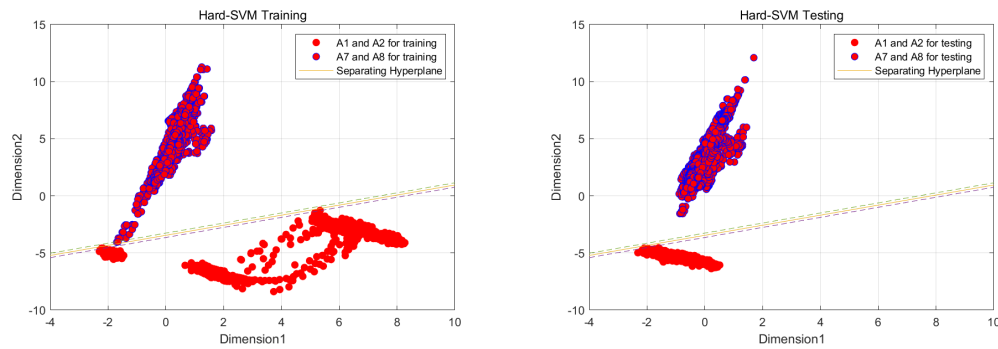 Hard-SVM Training
15
10
5
0
-5
-10
Dimension2
-4
-2
0
2
4
6
8
10
Dimension1
A1 and A2 for training
A7 and A8 for training
Separating Hyperplane
Hard-SVM Testing
15
10
5
0
-5
-10
Dimension2
-4
-2
0
2
4
6
8
10
Dimension1
A1 and A2 for testing
A7 and A8 for testing
Separating Hyperplane